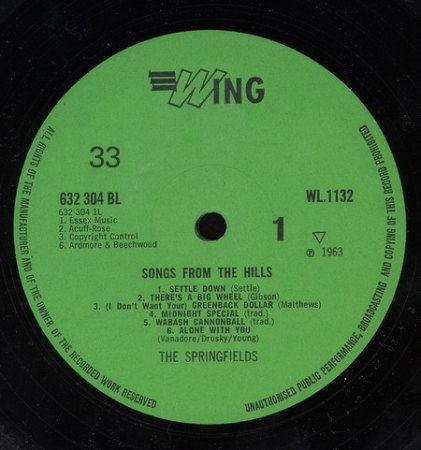 WING
33
632 304 BL
632 304 1L
1. Essex Music
2. Acuff-Rose
3. Copyright Control
6. Ardmore & Beechwood
WL.1132
1
℗ 1963
SONGS FROM THE HILLS
1. SETTLE DOWN (Settle)
2. THERE'S A BIG WHEEL (Gibson)
3. (I Don't Want Your) GREENBACK DOLLAR (Matthews)
4. MIDNIGHT SPECIAL (trad.)
5. WABASH CANNONBALL (trad.)
6. ALONE WITH YOU
(Vanadore/Drusky/Young)
THE SPRINGFIELDS
ALL RIGHTS OF THE MANUFACTURER AND OF THE OWNER OF THE RECORDED WORK RESERVED
UNAUTHORISED PUBLIC PERFORMANCE, BROADCASTING AND COPYING OF THIS RECORD PROHIBITED